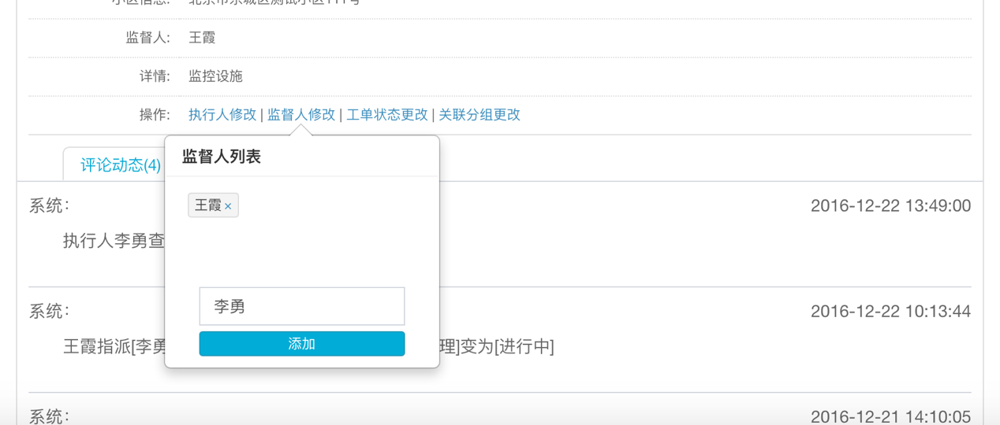 监督人: 王霞
详情: 监控设施
操作: 执行人修改 | 监督人修改 | 工单状态更改 | 关联分组更改
监督人列表
王霞 ×
李勇
添加
评论动态(4)
系统: 2016-12-22 13:49:00
执行人李勇查
系统: 2016-12-22 10:13:44
王霞指派[李勇 理]变为[进行中]
系统: 2016-12-21 14:10:05